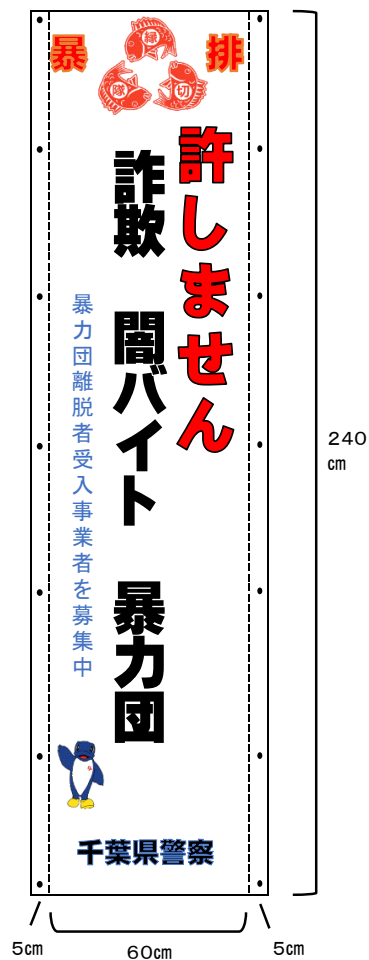 暴
排
縁
切
隊
許しません
詐欺 闇バイト 暴力団
暴力団離脱者受入事業者を募集中
千葉県警察
240
㎝
5㎝
60㎝
5㎝